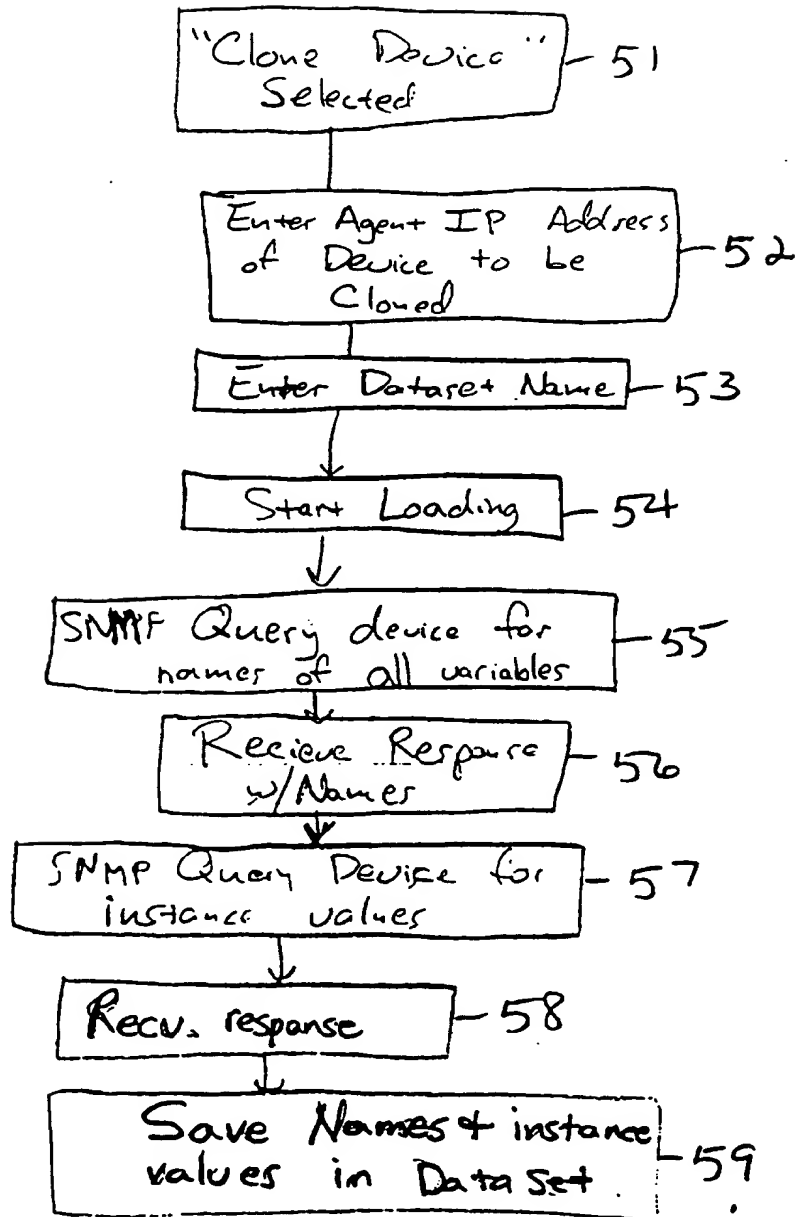 "Clone Device"
Selected
51
Enter Agent IP Address
of Device to be
Cloned
52
Enter Dataset Name
53
Start Loading
54
SNMP Query device for
names of all variables
55
Recieve Response
w/Names
56
SNMP Query Device for
instance values
57
Recv. response
58
Save Names + instance
values in Data Set
59